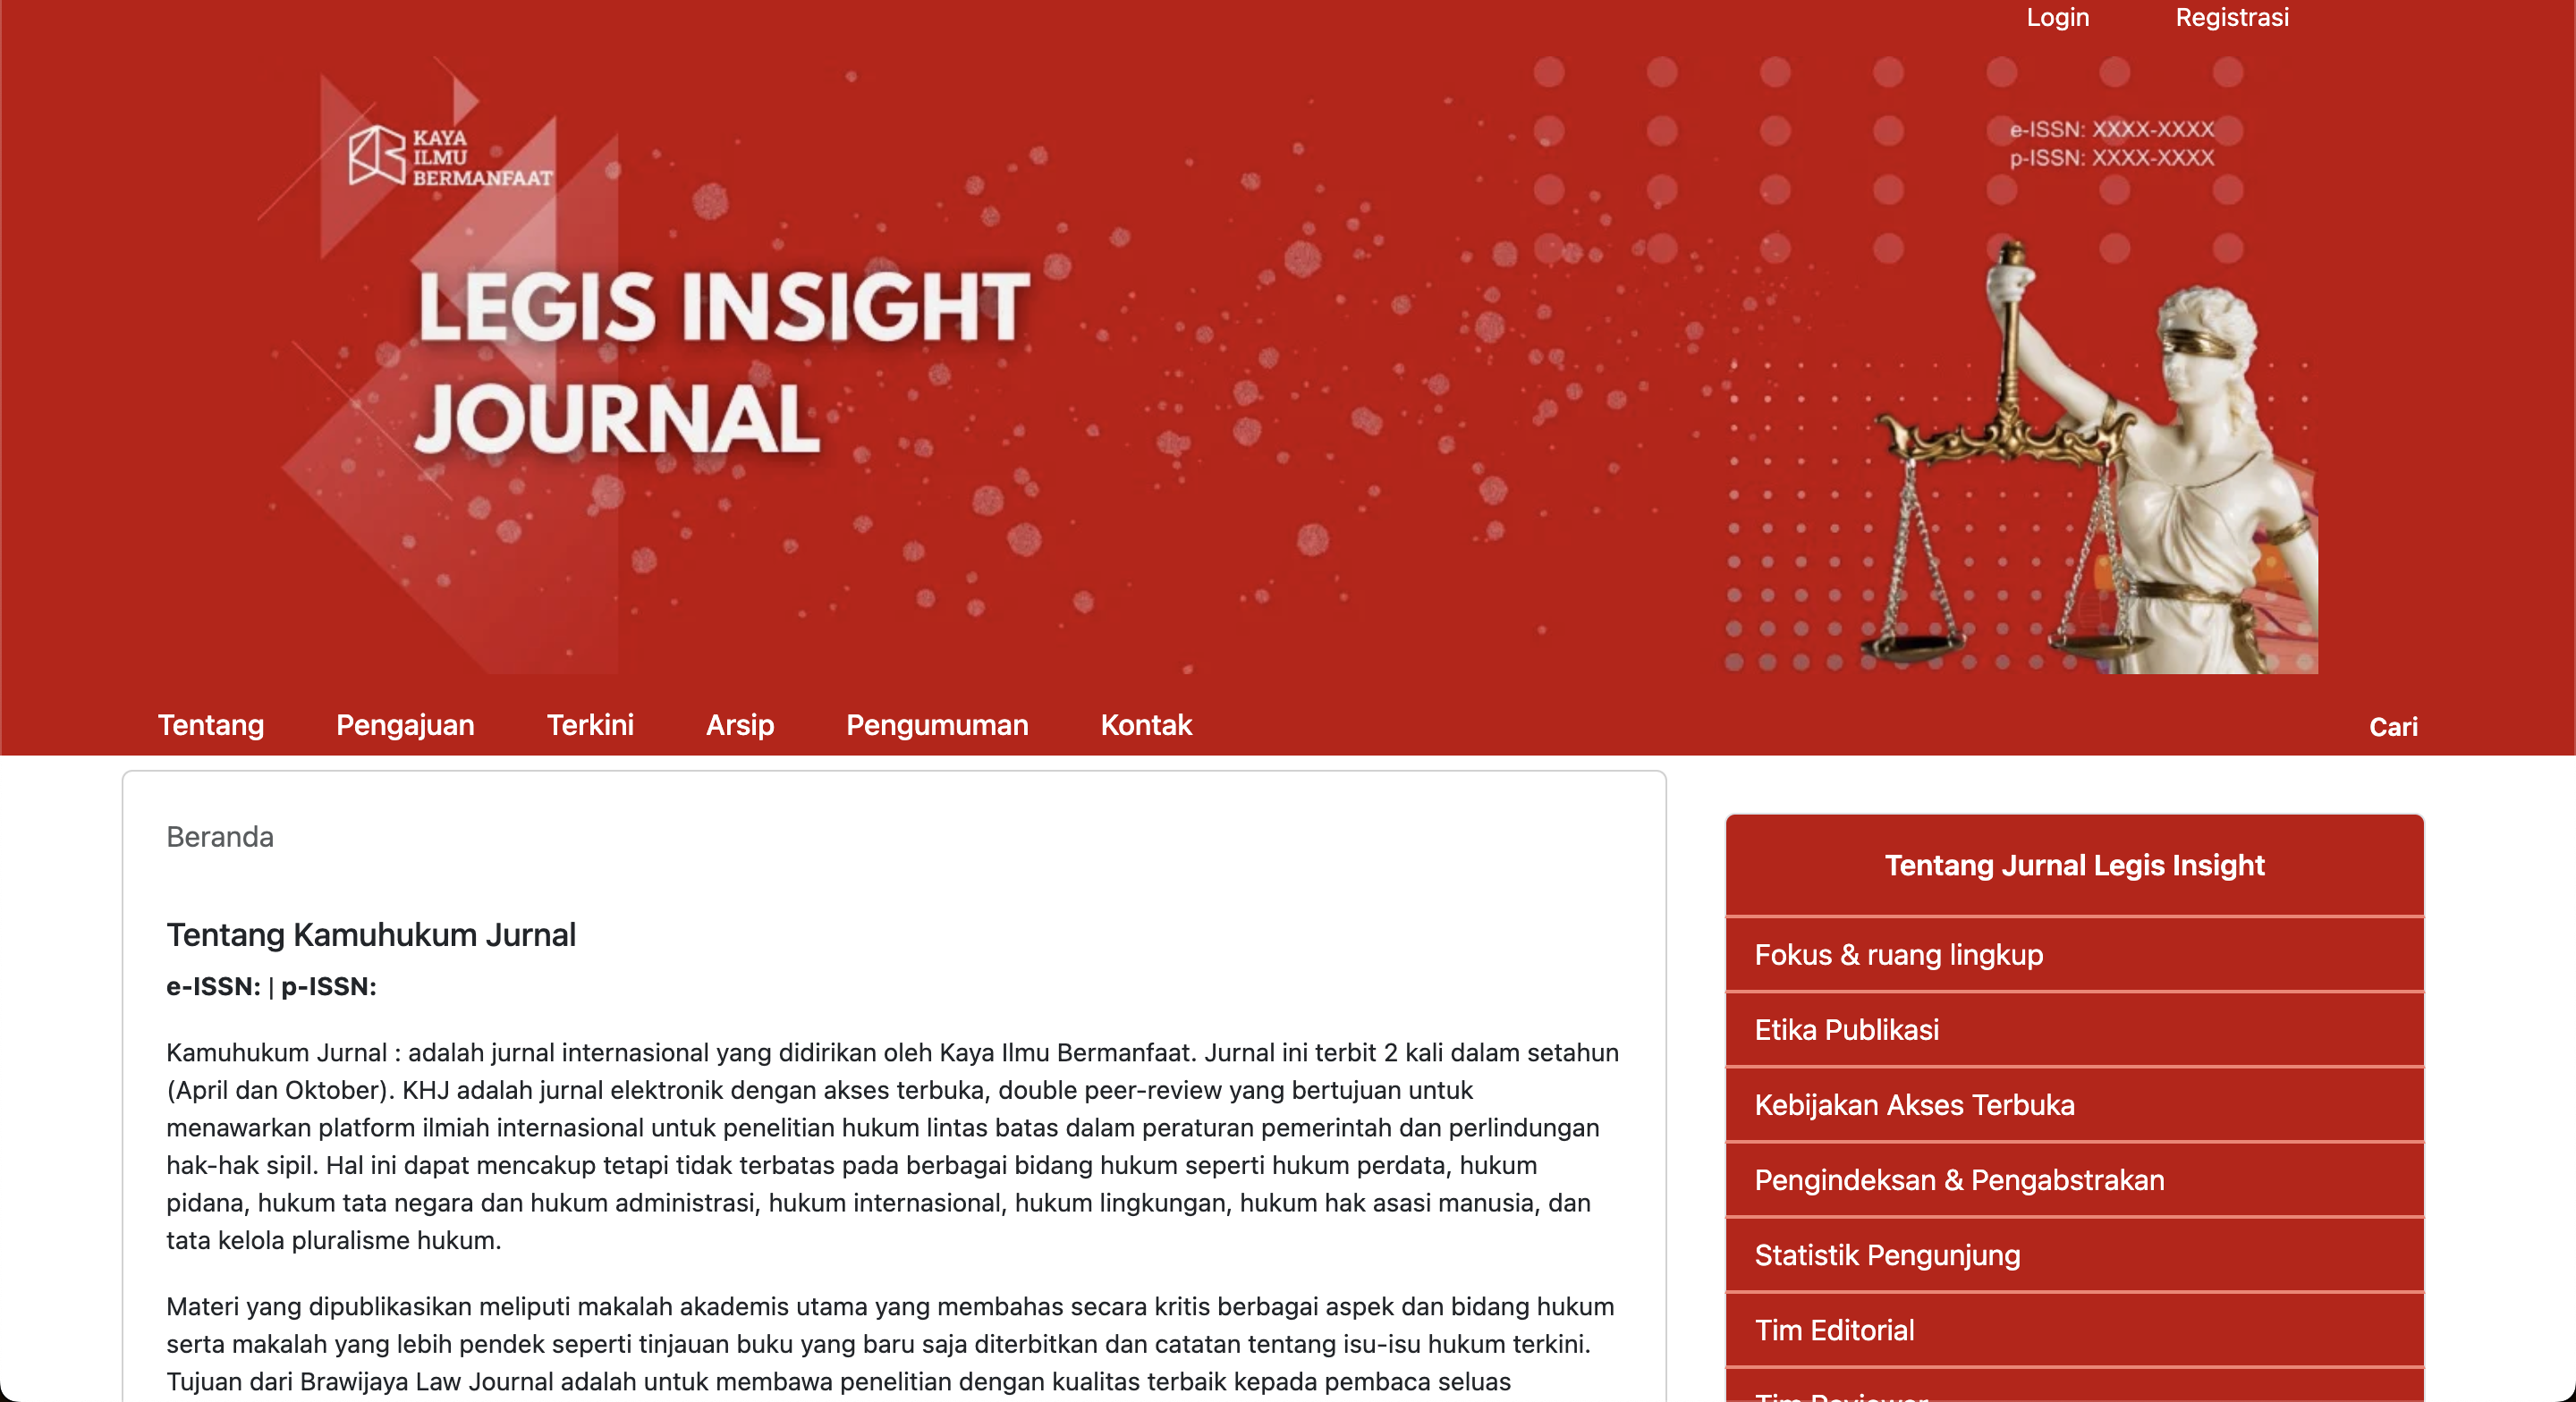 Login Registrasi
KAYA
ILMU
BERMANFAAT
e-ISSN: XXXX-XXXX
p-ISSN: XXXX-XXXX
LEGIS INSIGHT
JOURNAL
Tentang Pengajuan Terkini Arsip Pengumuman Kontak Cari
Beranda
Tentang Kamuhukum Jurnal
e-ISSN: | p-ISSN:
Kamuhukum Jurnal : adalah jurnal internasional yang didirikan oleh Kaya Ilmu Bermanfaat. Jurnal ini terbit 2 kali dalam setahun
(April dan Oktober). KHJ adalah jurnal elektronik dengan akses terbuka, double peer-review yang bertujuan untuk
menawarkan platform ilmiah internasional untuk penelitian hukum lintas batas dalam peraturan pemerintah dan perlindungan
hak-hak sipil. Hal ini dapat mencakup tetapi tidak terbatas pada berbagai bidang hukum seperti hukum perdata, hukum
pidana, hukum tata negara dan hukum administrasi, hukum internasional, hukum lingkungan, hukum hak asasi manusia, dan
tata kelola pluralisme hukum.
Materi yang dipublikasikan meliputi makalah akademis utama yang membahas secara kritis berbagai aspek dan bidang hukum
serta makalah yang lebih pendek seperti tinjauan buku yang baru saja diterbitkan dan catatan tentang isu-isu hukum terkini.
Tujuan dari Brawijaya Law Journal adalah untuk membawa penelitian dengan kualitas terbaik kepada pembaca seluas
Tentang Jurnal Legis Insight
Fokus & ruang lingkup
Etika Publikasi
Kebijakan Akses Terbuka
Pengindeksan & Pengabstrakan
Statistik Pengunjung
Tim Editorial
Tim Reviewer